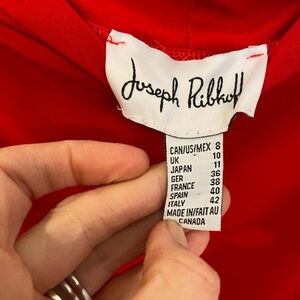 Joseph Ribkoff
CAN/US/MEX 8
UK 10
JAPAN 11
GER 36
FRANCE 38
SPAIN 40
ITALY 42
MADE IN/FAIT AU
CANADA